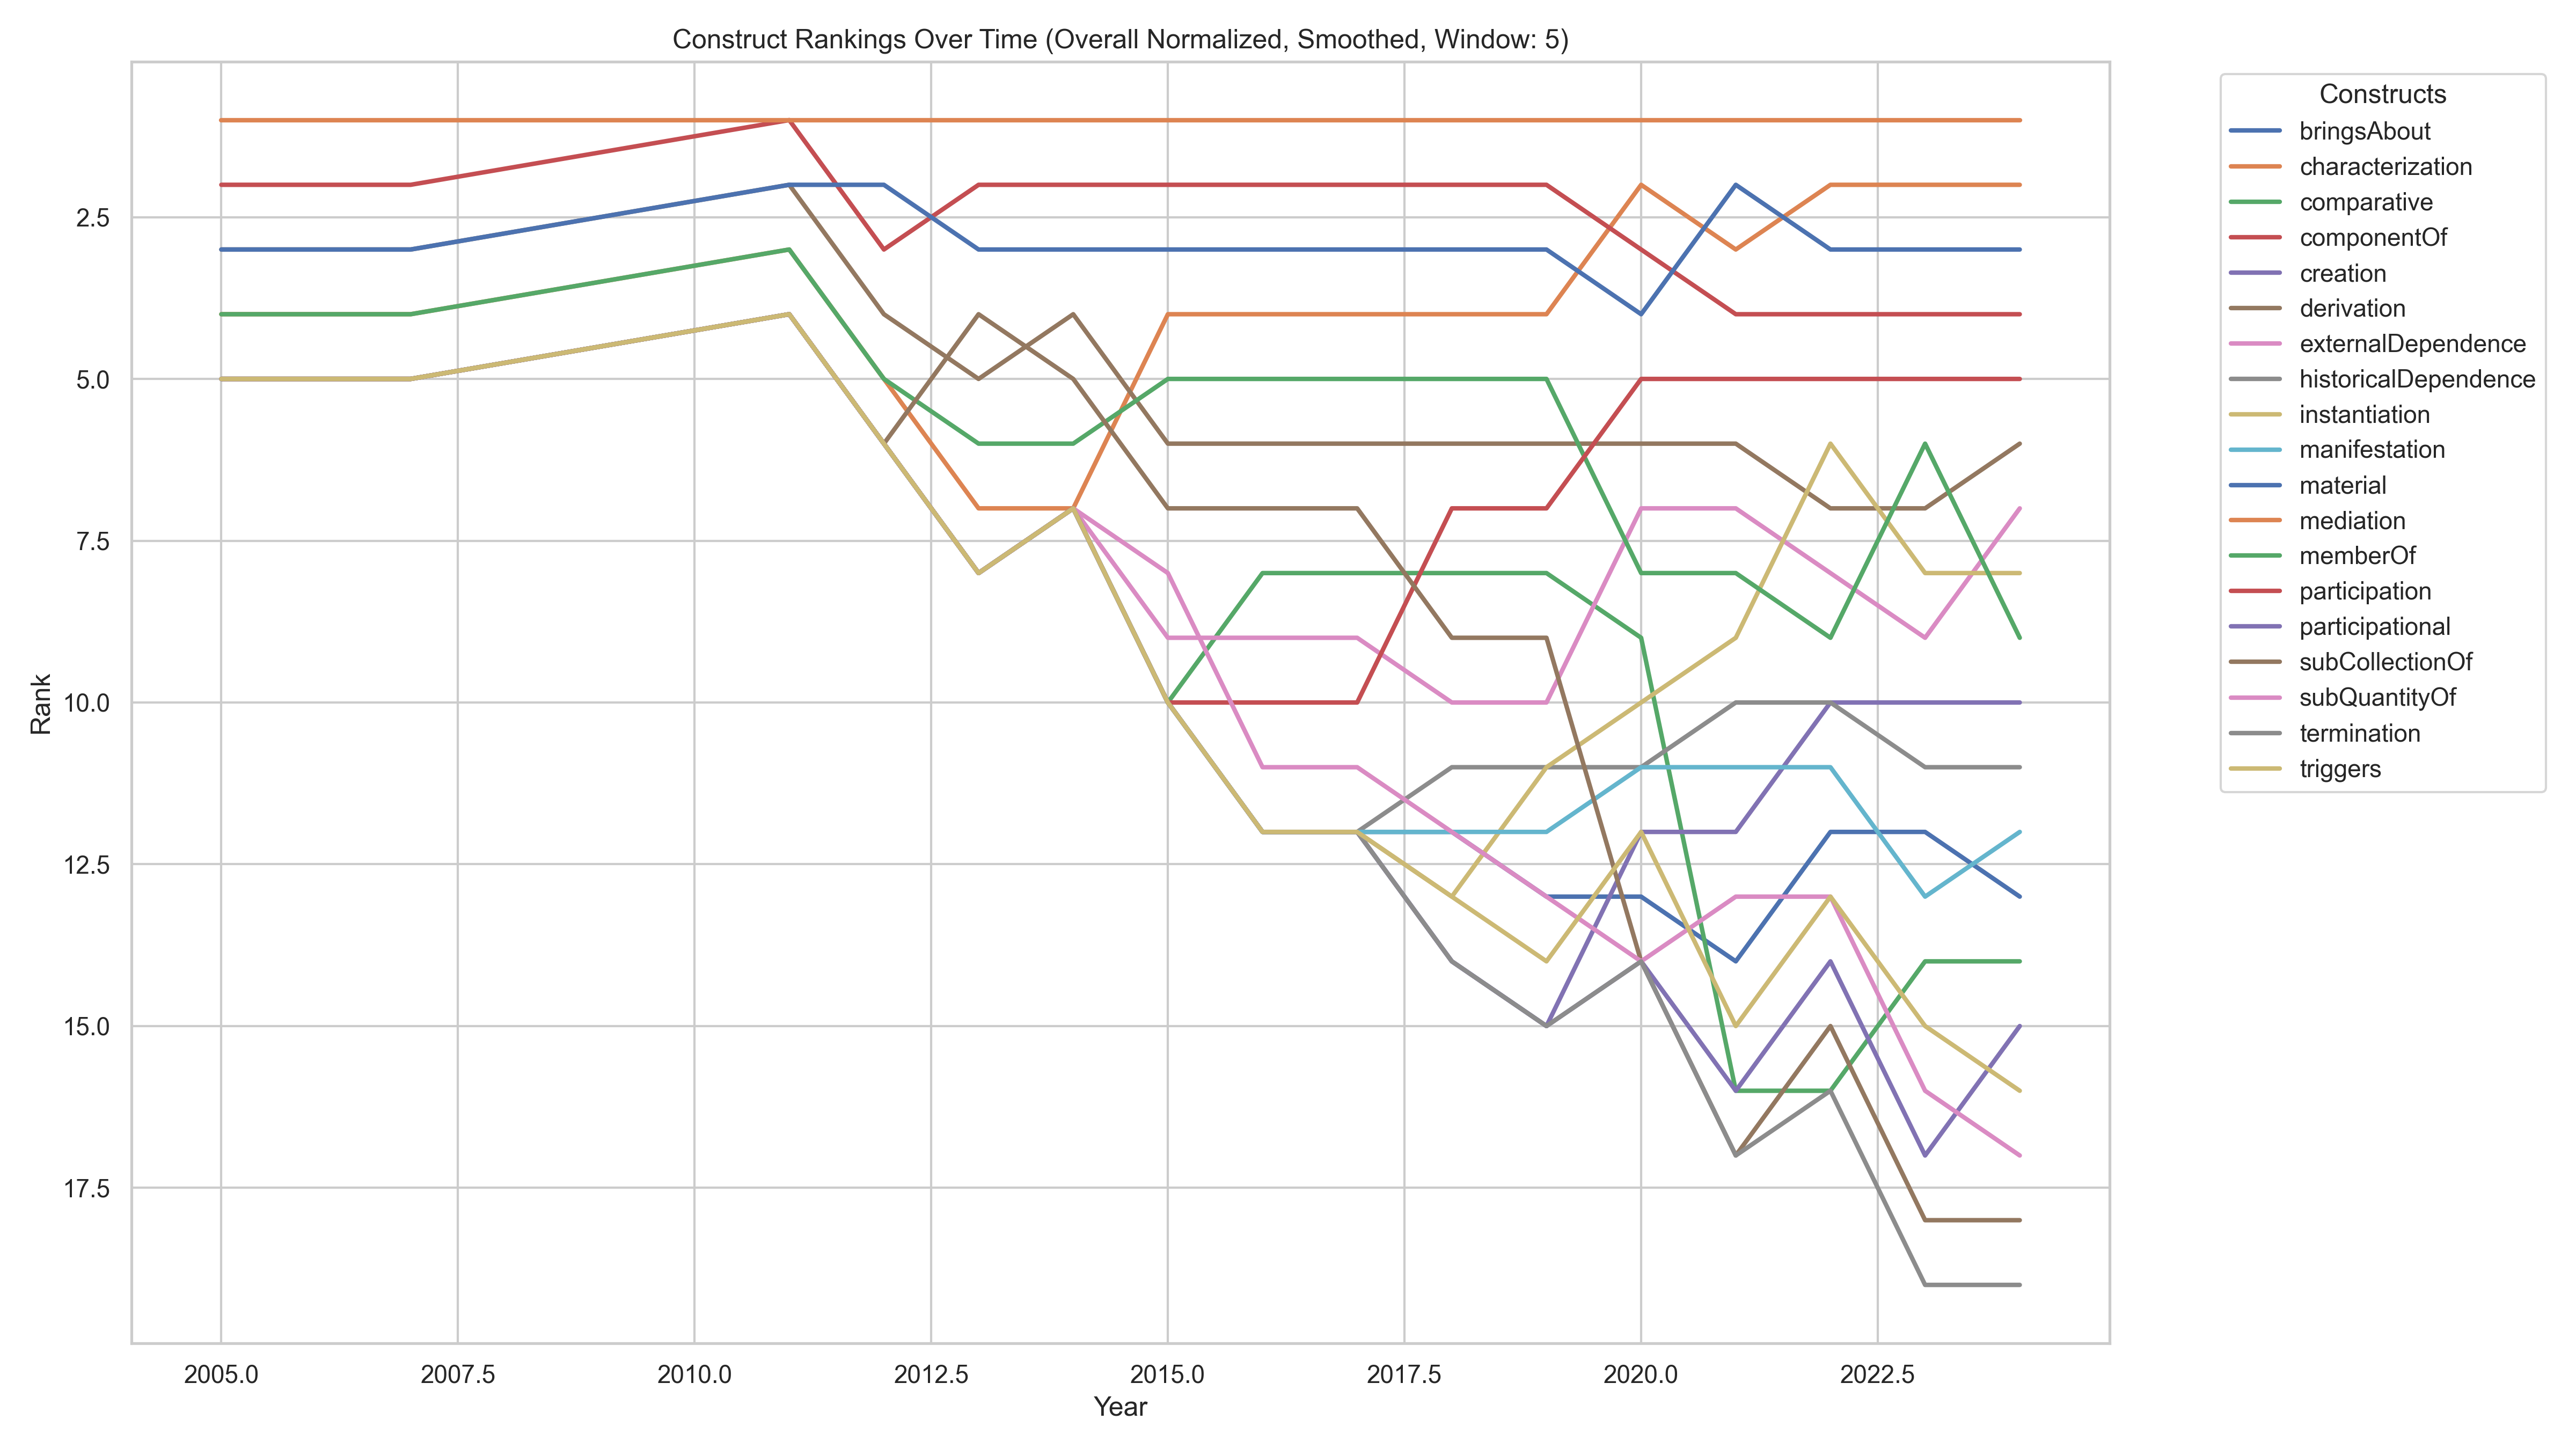 Construct Rankings Over Time (Overall Normalized, Smoothed, Window: 5)
Constructs
bringsAbout
characterization
comparative
componentOf
creation
derivation
externalDependence
historicalDependence
instantiation
manifestation
material
mediation
memberOf
participation
participational
subCollectionOf
subQuantityOf
termination
triggers
Rank
2.5
5.0
7.5
10.0
12.5
15.0
17.5
2005.0 2007.5 2010.0 2012.5 2015.0 2017.5 2020.0 2022.5
Year